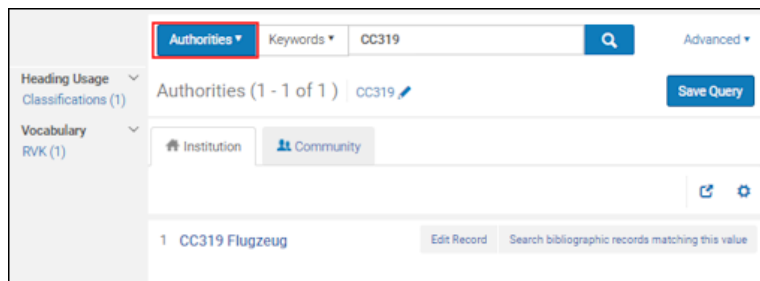 Authorities Keywords CC319 Advanced
Heading Usage
Classifications (1)
Authorities (1 - 1 of 1 ) CC319 Save Query
Vocabulary
RVK (1)
Institution Community
1 CC319 Flugzeug Edit Record Search bibliographic records matching this value